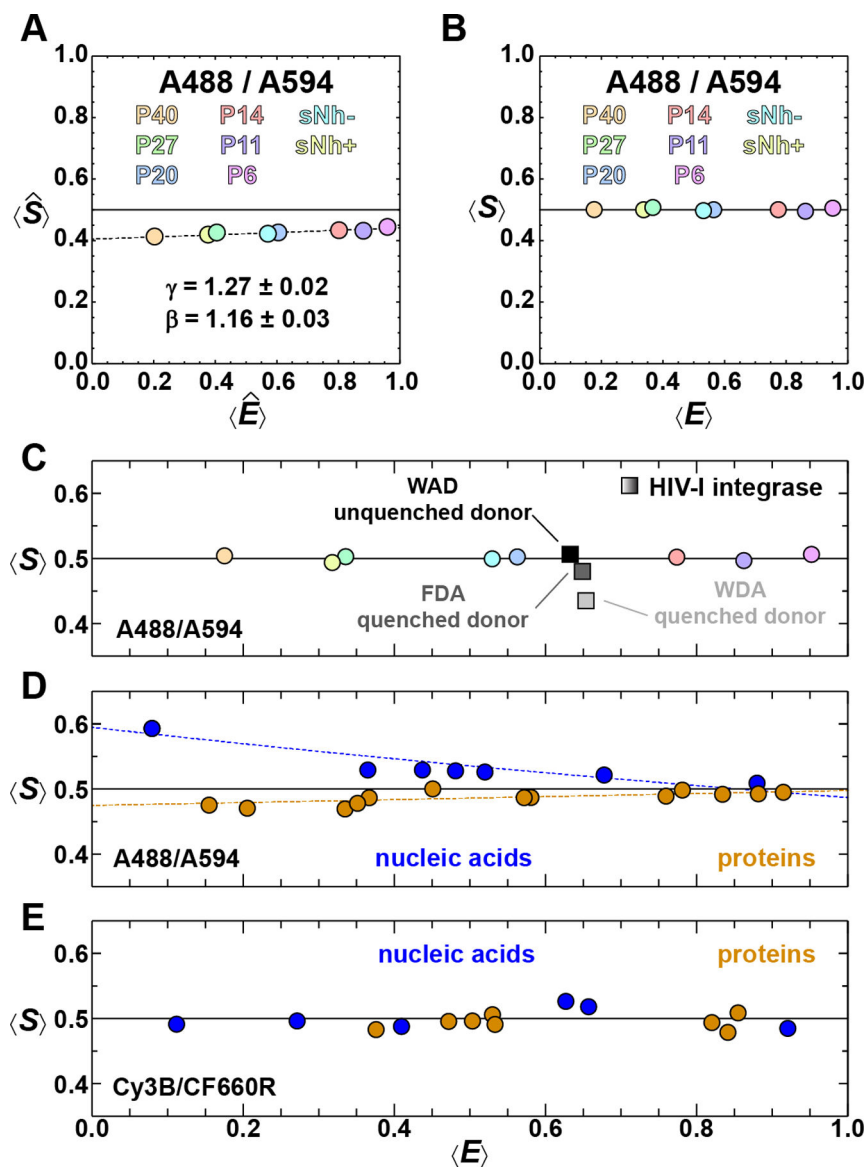 A
A488 / A594
P40 P14 sNh-
P27 P11 sNh+
P20 P6
1.0
0.8
0.6
0.4
0.2
0.0
⟨Ŝ⟩
γ = 1.27 ± 0.02
β = 1.16 ± 0.03
0.0 0.2 0.4 0.6 0.8 1.0
⟨Ê⟩
B
A488 / A594
P40 P14 sNh-
P27 P11 sNh+
P20 P6
1.0
0.8
0.6
0.4
0.2
0.0
⟨S⟩
0.0 0.2 0.4 0.6 0.8 1.0
⟨E⟩
C
0.6
0.5
0.4
⟨S⟩
WAD
unquenched donor
HIV-I integrase
FDA
quenched donor
WDA
quenched donor
A488/A594
D
0.6
0.5
0.4
⟨S⟩
A488/A594
nucleic acids
proteins
E
nucleic acids
proteins
0.6
0.5
0.4
⟨S⟩
Cy3B/CF660R
0.0 0.2 0.4 0.6 0.8 1.0
⟨E⟩